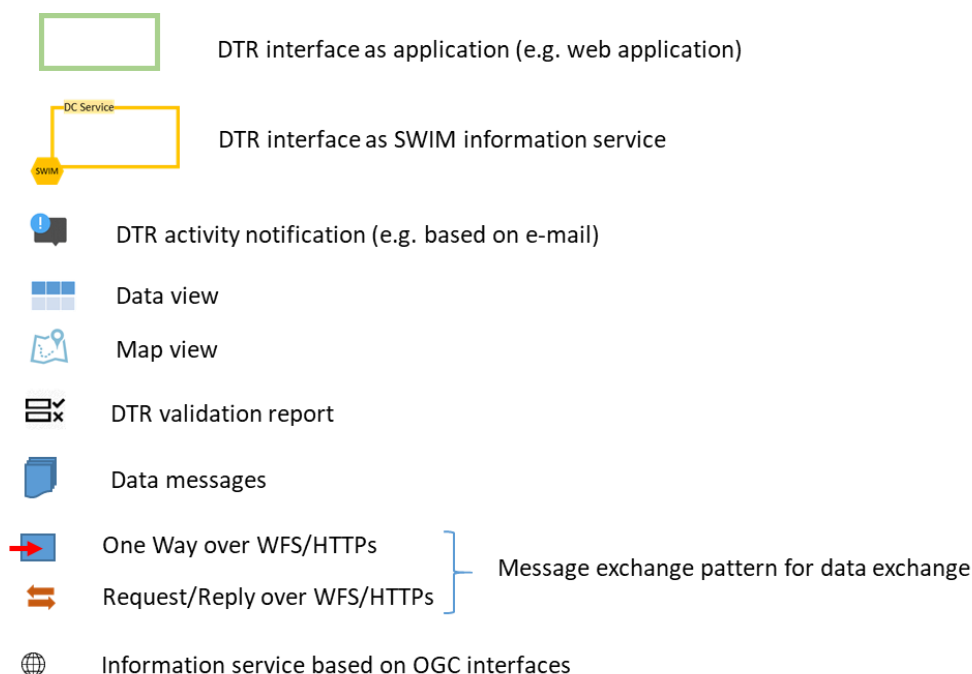 DTR interface as application (e.g. web application)
DC Service
DTR interface as SWIM information service
SWIM
DTR activity notification (e.g. based on e-mail)
Data view
Map view
DTR validation report
Data messages
One Way over WFS/HTTPs
Message exchange pattern for data exchange
Request/Reply over WFS/HTTPs
Information service based on OGC interfaces